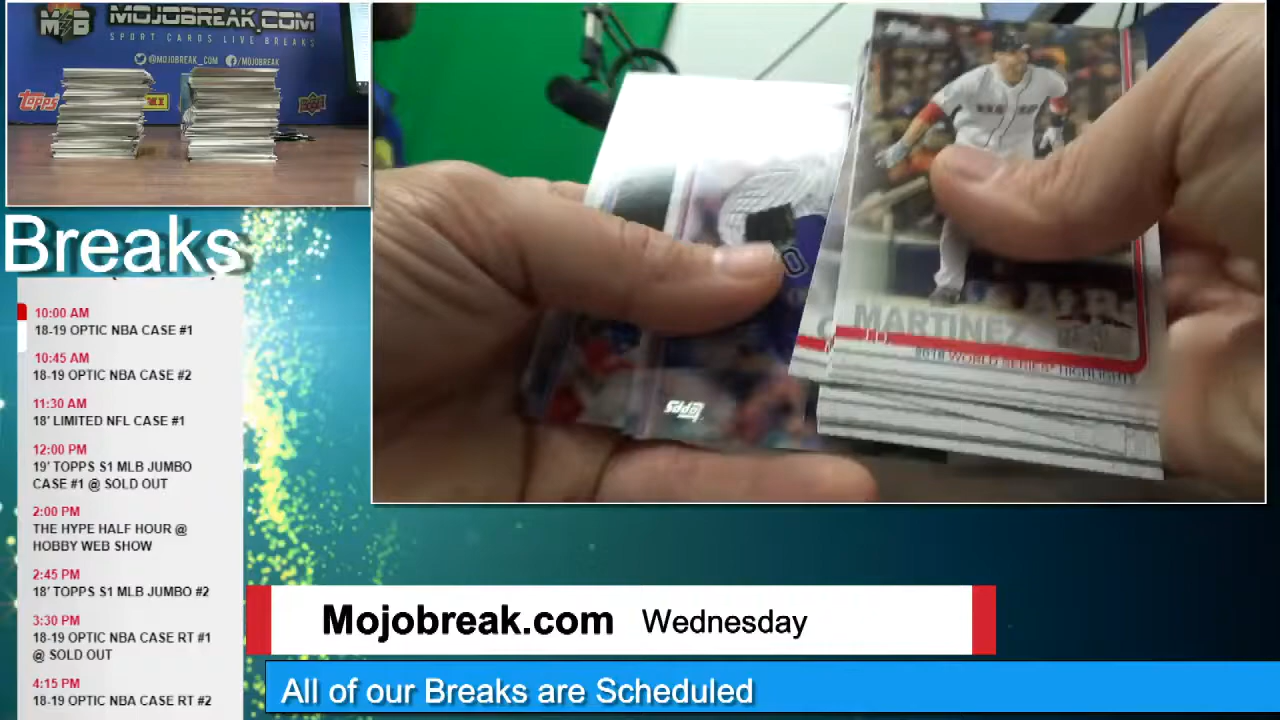 MB
MOJOBREAK.COM
SPORT CARDS LIVE BREAKS
@MOJOBREAK /MOJOBREAK
TOPPS
Breaks
10:00 AM
18-19 OPTIC NBA CASE #1
10:45 AM
18-19 OPTIC NBA CASE #2
11:30 AM
18' LIMITED NFL CASE #1
12:00 PM
19' TOPPS S1 MLB JUMBO
CASE #1 @ SOLD OUT
2:00 PM
THE HYPE HALF HOUR @
HOBBY WEB SHOW
2:45 PM
18' TOPPS S1 MLB JUMBO #2
3:30 PM
18-19 OPTIC NBA CASE RT #1
@ SOLD OUT
4:15 PM
18-19 OPTIC NBA CASE RT #2
topps
MARTINEZ
J.D.
2018 WORLD SERIES HIGHLIGHT
topps
Mojobreak.com Wednesday
All of our Breaks are Scheduled